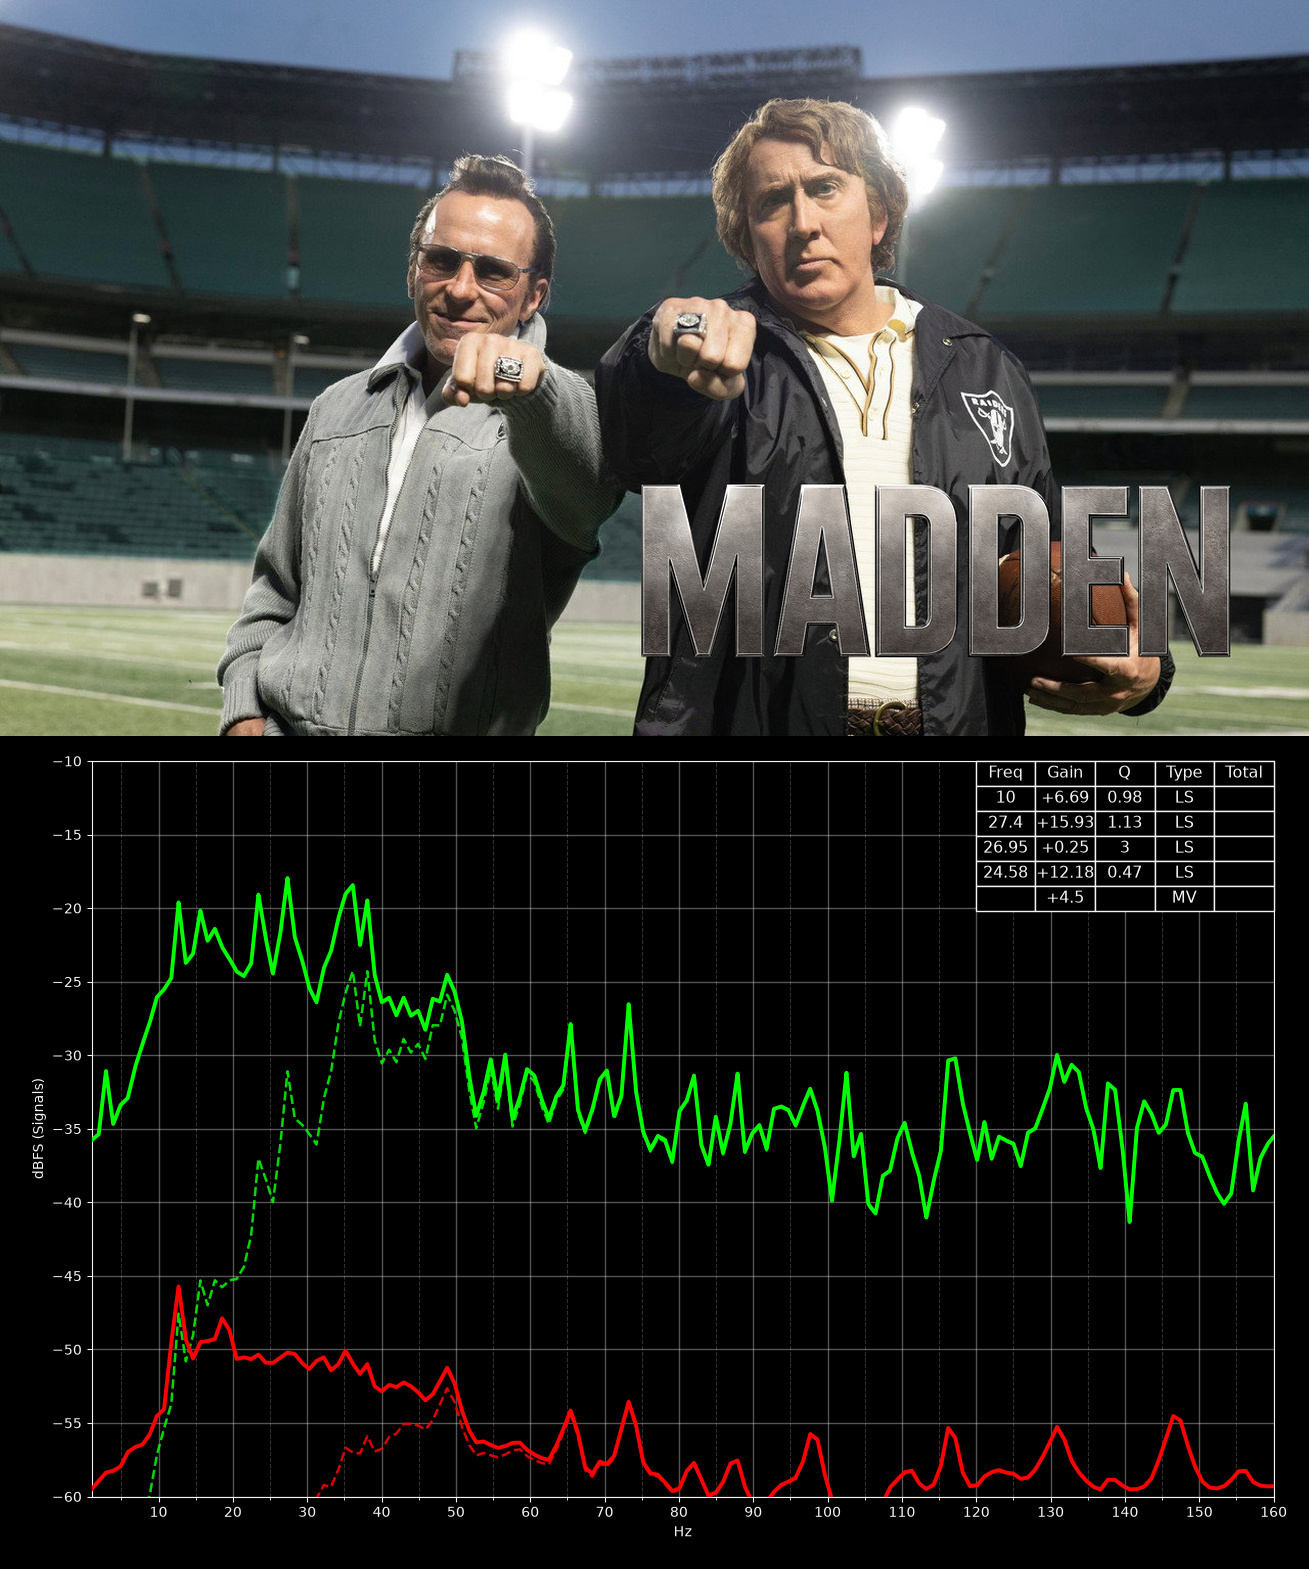 RAIDERS
MADDEN
Freq Gain Q Type Total
10 +6.69 0.98 LS
27.4 +15.93 1.13 LS
26.95 +0.25 3 LS
24.58 +12.18 0.47 LS
+4.5 MV
−10
−15
−20
−25
−30
−35
−40
−45
−50
−55
−60
dBFS (Signals)
10 20 30 40 50 60 70 80 90 100 110 120 130 140 150 160
Hz